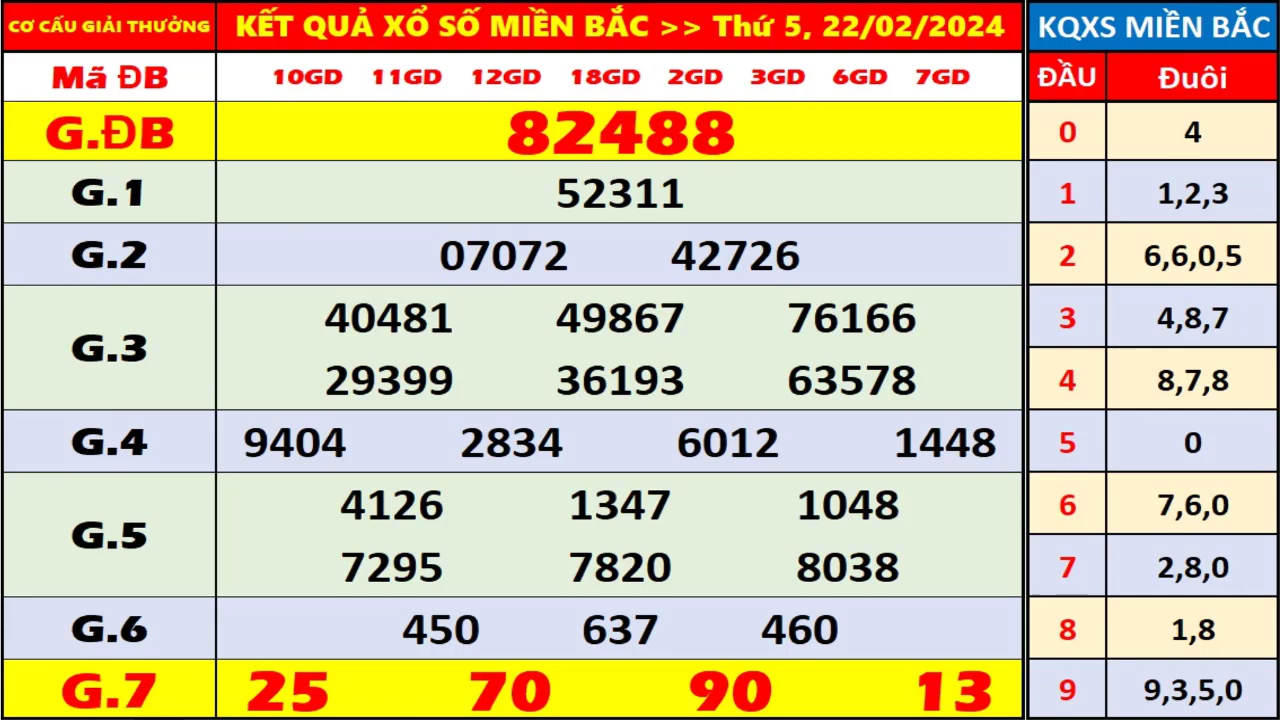 CƠ CẤU GIẢI THƯỞNG KẾT QUẢ XỔ SỐ MIỀN BẮC >> Thứ 5, 22/02/2024 KQXS MIỀN BẮC
Mã ĐB 10GD 11GD 12GD 18GD 2GD 3GD 6GD 7GD ĐẦU Đuôi
G.ĐB 82488 0 4
G.1 52311 1 1,2,3
G.2 07072 42726 2 6,6,0,5
G.3 40481 49867 76166 3 4,8,7
29399 36193 63578 4 8,7,8
G.4 9404 2834 6012 1448 5 0
G.5 4126 1347 1048 6 7,6,0
7295 7820 8038 7 2,8,0
G.6 450 637 460 8 1,8
G.7 25 70 90 13 9 9,3,5,0